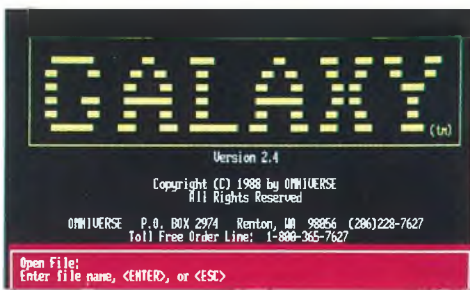 GALAXY
(tm)
Version 2.4
Copyright (C) 1988 by OMNIVERSE
All Rights Reserved
OMNIVERSE P.O. BOX 2974 Renton, WA 98056 (206)228-7627
Toll Free Order Line: 1-800-365-7627
Open File:
Enter file name, <ENTER>, or <ESC>